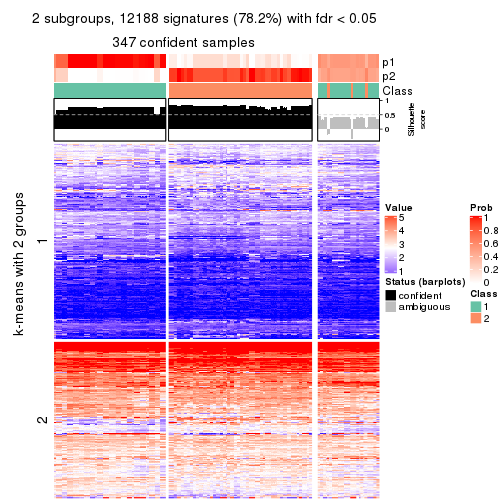 2 subgroups, 12188 signatures (78.2%) with fdr < 0.05
347 confident samples
p1
p2
Class
1
0.5
0
Silhouette
score
k-means with 2 groups
1
2
Value
5
4
3
2
1
Status (barplots)
confident
ambiguous
Prob
1
0.8
0.6
0.4
0.2
0
Class
1
2